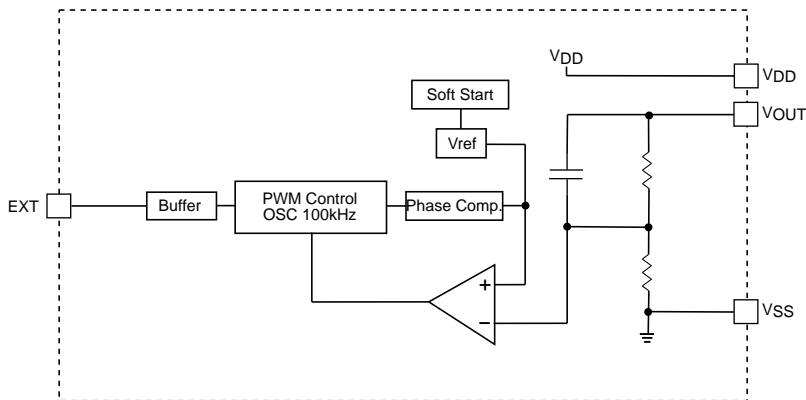 VDD
VDD
Soft Start
VOUT
Vref
EXT
Buffer
PWM Control
OSC 100kHz
Phase Comp.
+
−
VSS